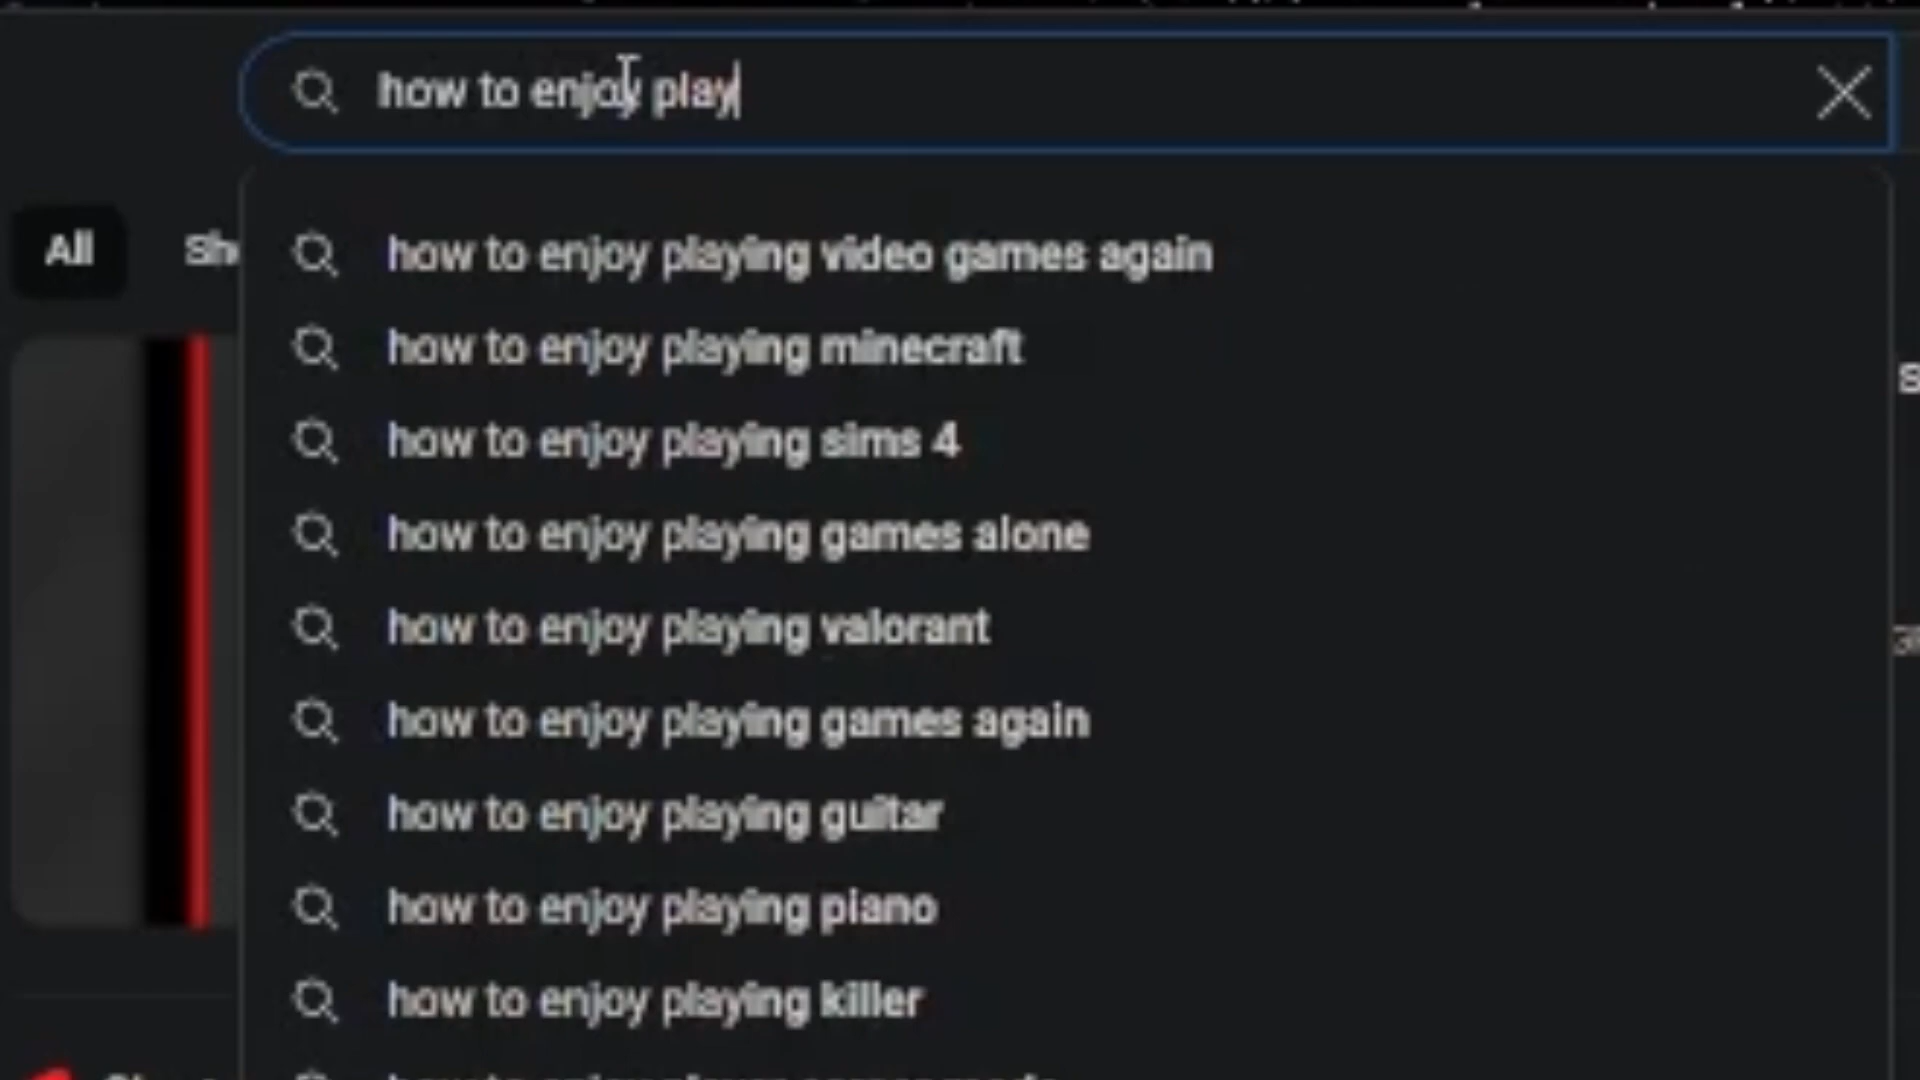 how to enjoy play
All
how to enjoy playing video games again
how to enjoy playing minecraft
how to enjoy playing sims 4
how to enjoy playing games alone
how to enjoy playing valorant
how to enjoy playing games again
how to enjoy playing guitar
how to enjoy playing piano
how to enjoy playing killer